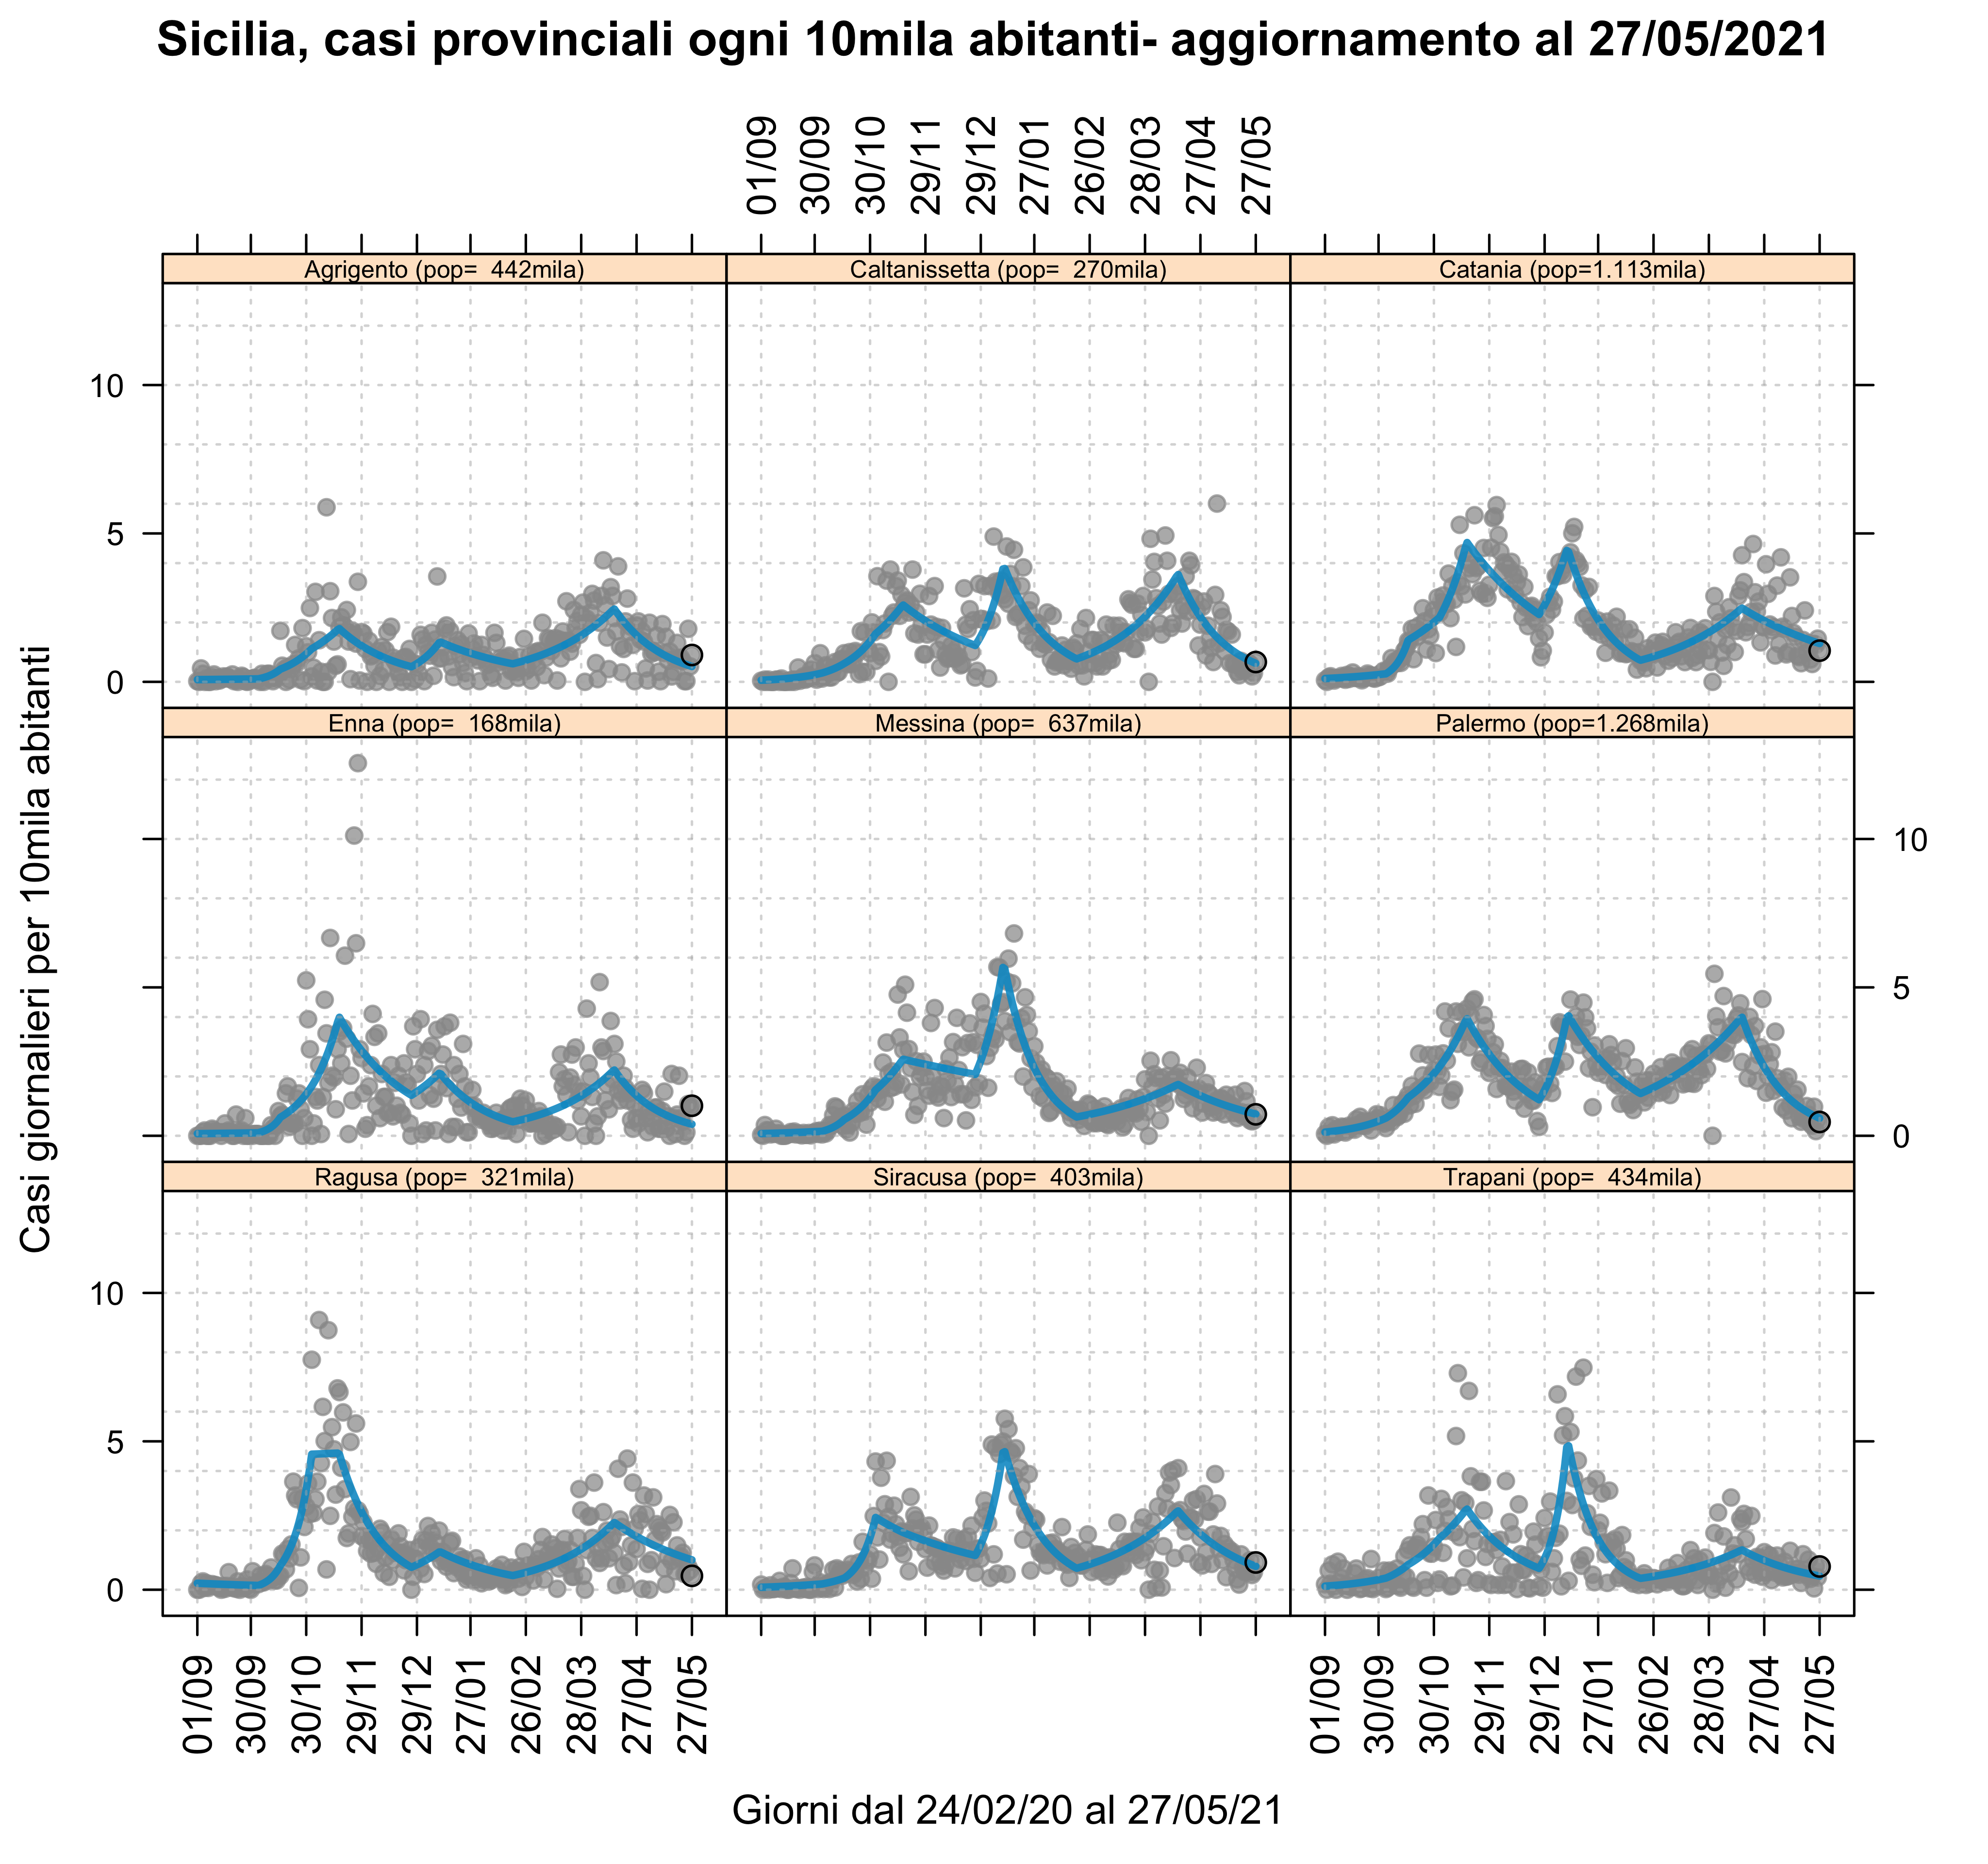 Sicilia, casi provinciali ogni 10mila abitanti- aggiornamento al 27/05/2021
01/09 30/09 30/10 29/11 29/12 27/01 26/02 28/03 27/04 27/05
Agrigento (pop=  442mila)
Caltanissetta (pop=  270mila)
Catania (pop=1.113mila)
10
5
0
Enna (pop=  168mila)
Messina (pop=  637mila)
Palermo (pop=1.268mila)
10
5
0
Ragusa (pop=  321mila)
Siracusa (pop=  403mila)
Trapani (pop=  434mila)
10
5
0
Casi giornalieri per 10mila abitanti
01/09 30/09 30/10 29/11 29/12 27/01 26/02 28/03 27/04 27/05
01/09 30/09 30/10 29/11 29/12 27/01 26/02 28/03 27/04 27/05
Giorni dal 24/02/20 al 27/05/21